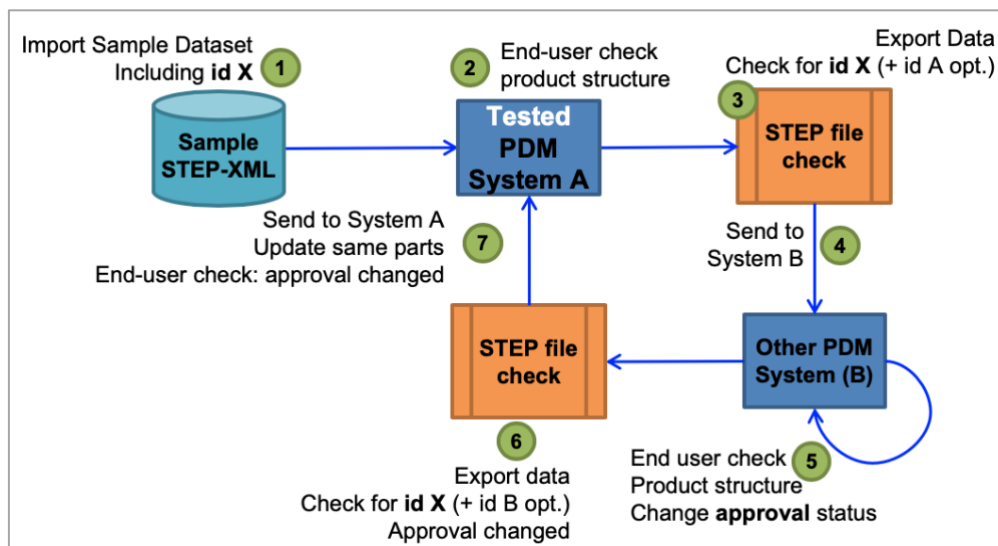 Import Sample Dataset
Including id X
1
Sample
STEP-XML
2
End-user check
product structure
Tested
PDM
System A
Export Data
Check for id X (+ id A opt.)
3
STEP file
check
Send to
System B
4
Other PDM
System (B)
5
End user check
Product structure
Change approval status
STEP file
check
6
Export data
Check for id X (+ id B opt.)
Approval changed
Send to System A
Update same parts
End-user check: approval changed
7